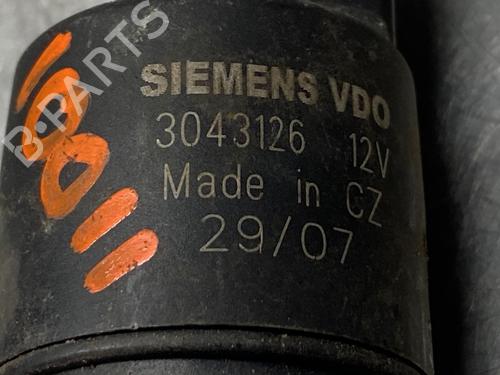 SIEMENS VDO
3043126 12V
Made in CZ
29/07
B-PARTS